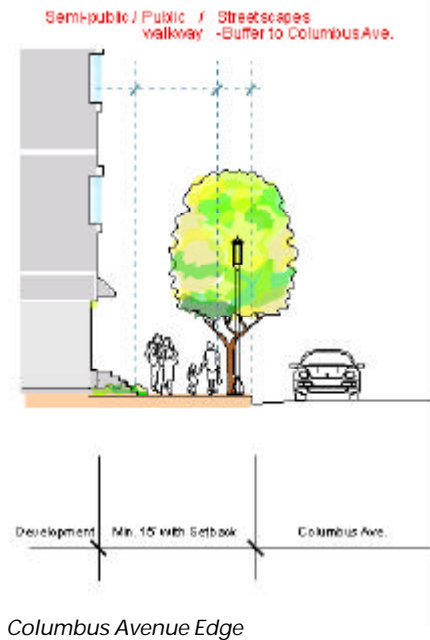 Semi-public / Public / Streetscapes
walkway -Buffer to Columbus Ave.
Development
Min. 15' with Setback
Columbus Ave.
Columbus Avenue Edge